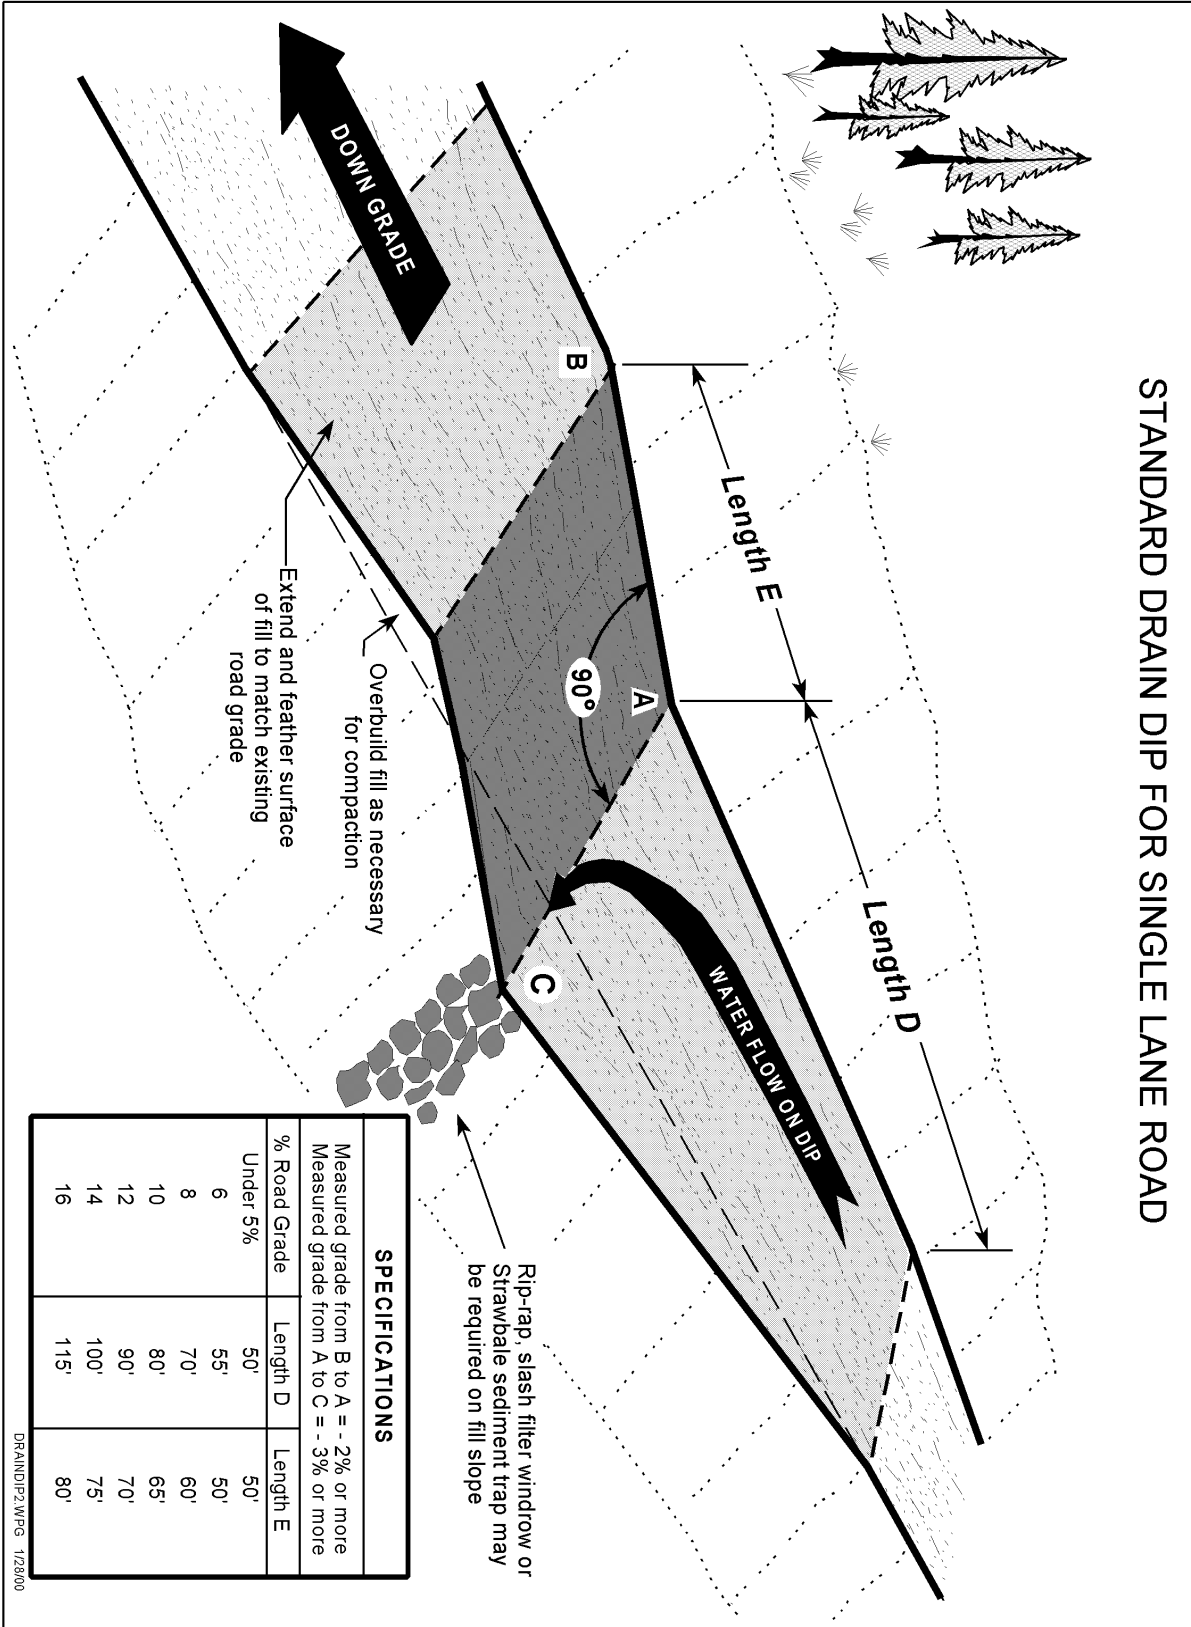 STANDARD DRAIN DIP FOR SINGLE LANE ROAD
Length E
Length D
DOWN GRADE
B
A
90°
C
WATER FLOW ON DIP
Overbuild fill as necessary
for compaction
Extend and feather surface
of fill to match existing
road grade
Rip-rap, slash filter windrow or
Strawbale sediment trap may
be required on fill slope
SPECIFICATIONS
Measured grade from B to A = - 2% or more
Measured grade from A to C = - 3% or more
% Road Grade Length D Length E
Under 5% 50' 50'
6 55' 50'
8 70' 60'
10 80' 65'
12 90' 70'
14 100' 75'
16 115' 80'
DRAINDIP2.WPG 1/28/00